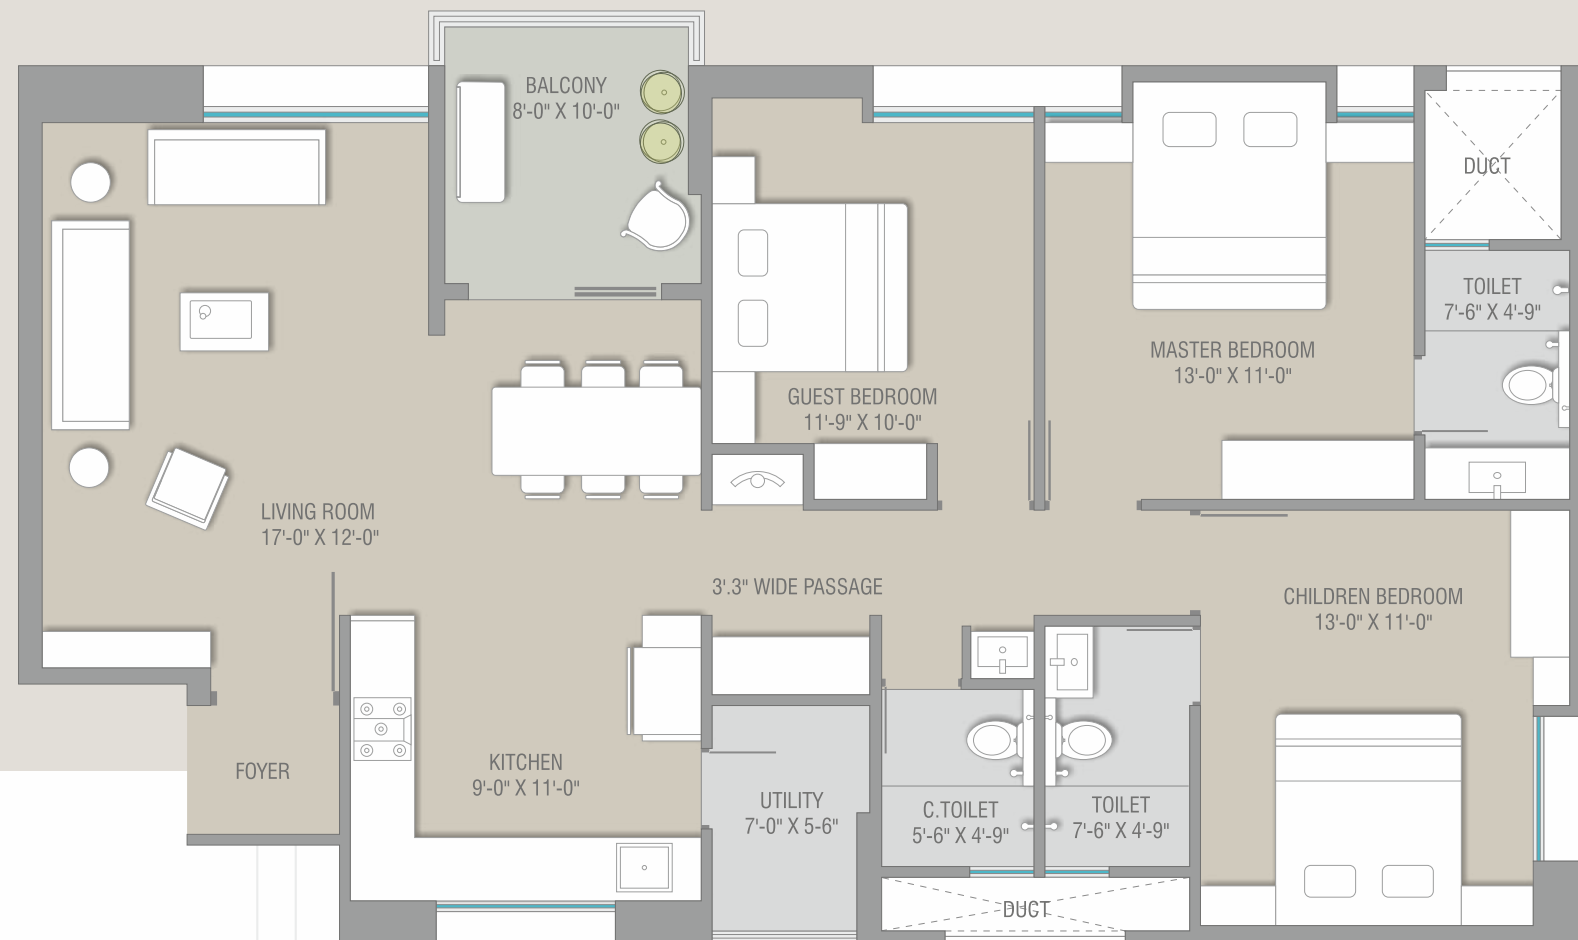 BALCONY
8'-0" X 10'-0"
DUCT
TOILET
7'-6" X 4'-9"
MASTER BEDROOM
13'-0" X 11'-0"
GUEST BEDROOM
11'-9" X 10'-0"
LIVING ROOM
17'-0" X 12'-0"
3'.3" WIDE PASSAGE
CHILDREN BEDROOM
13'-0" X 11'-0"
FOYER
KITCHEN
9'-0" X 11'-0"
UTILITY
7'-0" X 5-6"
C.TOILET
5'-6" X 4'-9"
TOILET
7'-6" X 4'-9"
DUCT